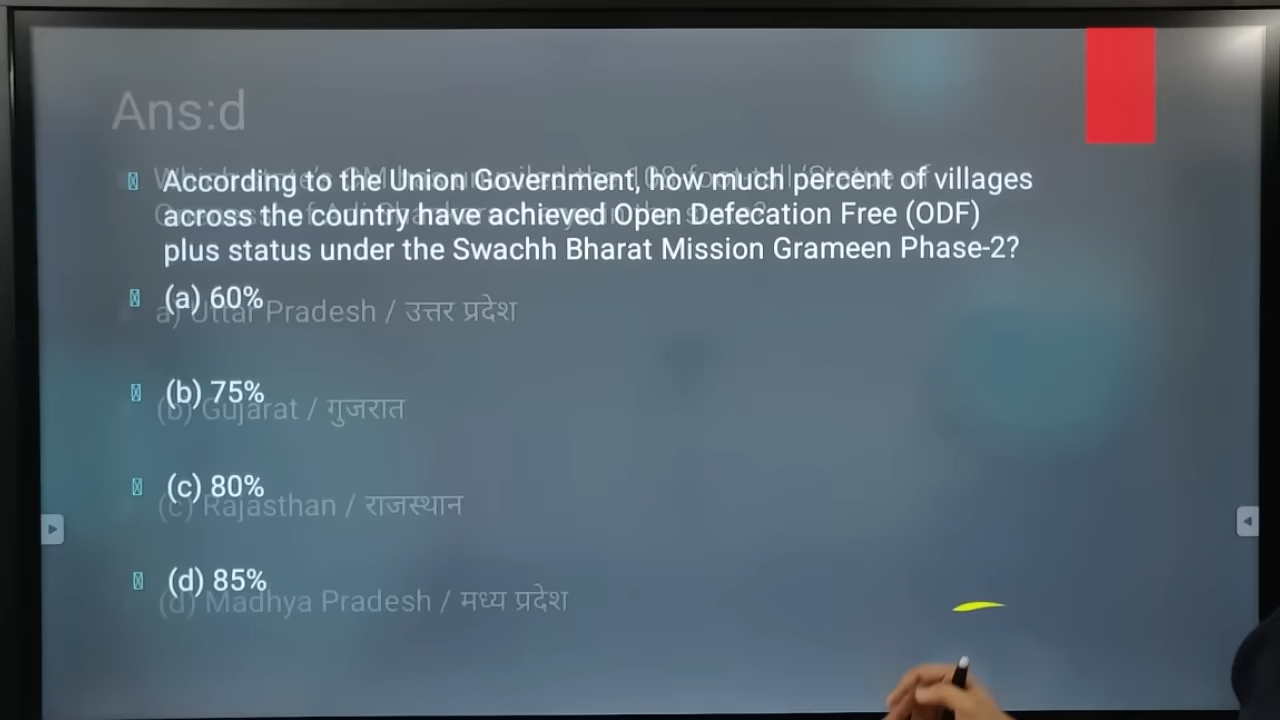 Ans:d
According to the Union Government, how much percent of villages
across the country have achieved Open Defecation Free (ODF)
plus status under the Swachh Bharat Mission Grameen Phase-2?
(a) 60%
a) Uttar Pradesh / उत्तर प्रदेश
(b) 75%
(b) Gujarat / गुजरात
(c) 80%
(c) Rajasthan / राजस्थान
(d) 85%
(d) Madhya Pradesh / मध्य प्रदेश